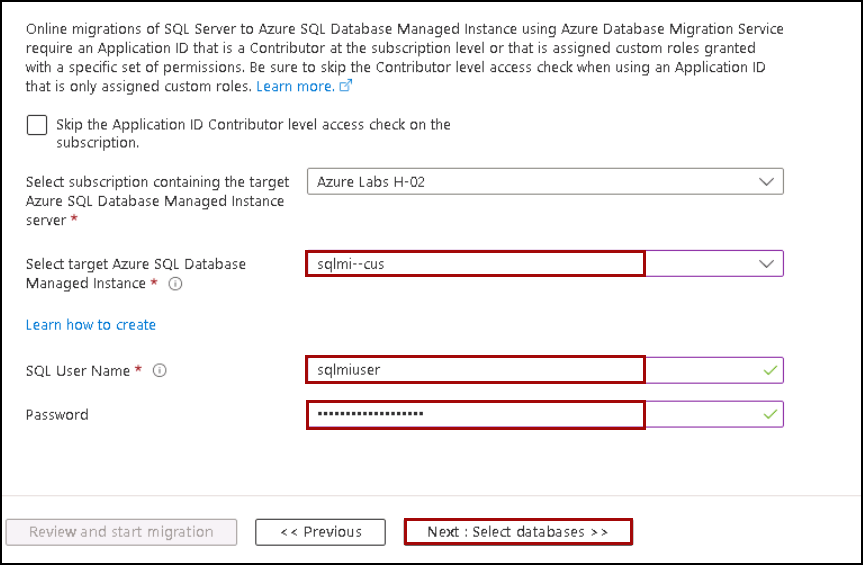 Online migrations of SQL Server to Azure SQL Database Managed Instance using Azure Database Migration Service
require an Application ID that is a Contributor at the subscription level or that is assigned custom roles granted
with a specific set of permissions. Be sure to skip the Contributor level access check when using an Application ID
that is only assigned custom roles. Learn more.
Skip the Application ID Contributor level access check on the
subscription.
Select subscription containing the target
Azure SQL Database Managed Instance
server *
Azure Labs H-02
Select target Azure SQL Database
Managed Instance *
sqlmi--cus
Learn how to create
SQL User Name *
sqlmiuser
Password
••••••••••••••••••••
Review and start migration
<< Previous
Next : Select databases >>